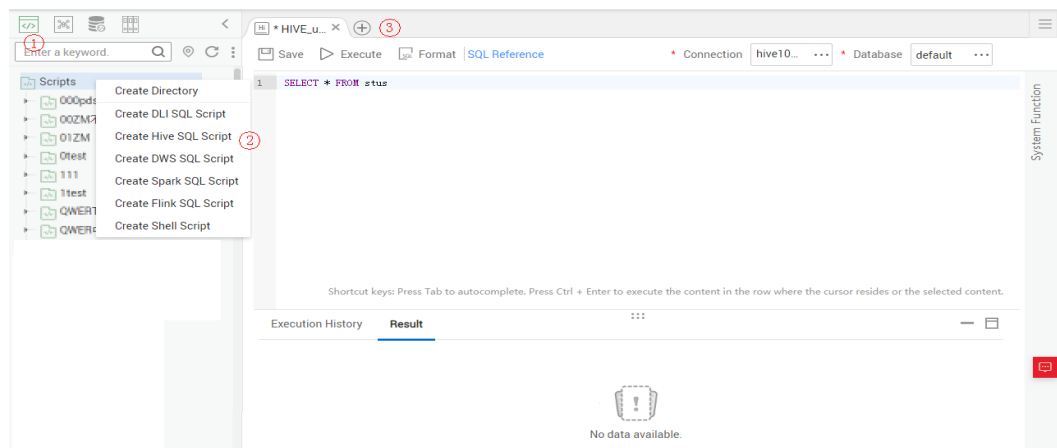 * HIVE_u...
3
1
Enter a keyword.
Save Execute Format SQL Reference * Connection hive10... * Database default
Scripts
000pds
01ZM
0test
111
1test
QWERT
Create Directory
Create DLI SQL Script
Create Hive SQL Script
2
Create DWS SQL Script
Create Spark SQL Script
Create Flink SQL Script
Create Shell Script
1 SELECT * FROM stus
System Function
Shortcut keys: Press Tab to autocomplete. Press Ctrl + Enter to execute the content in the row where the cursor resides or the selected content.
Execution History Result
No data available.